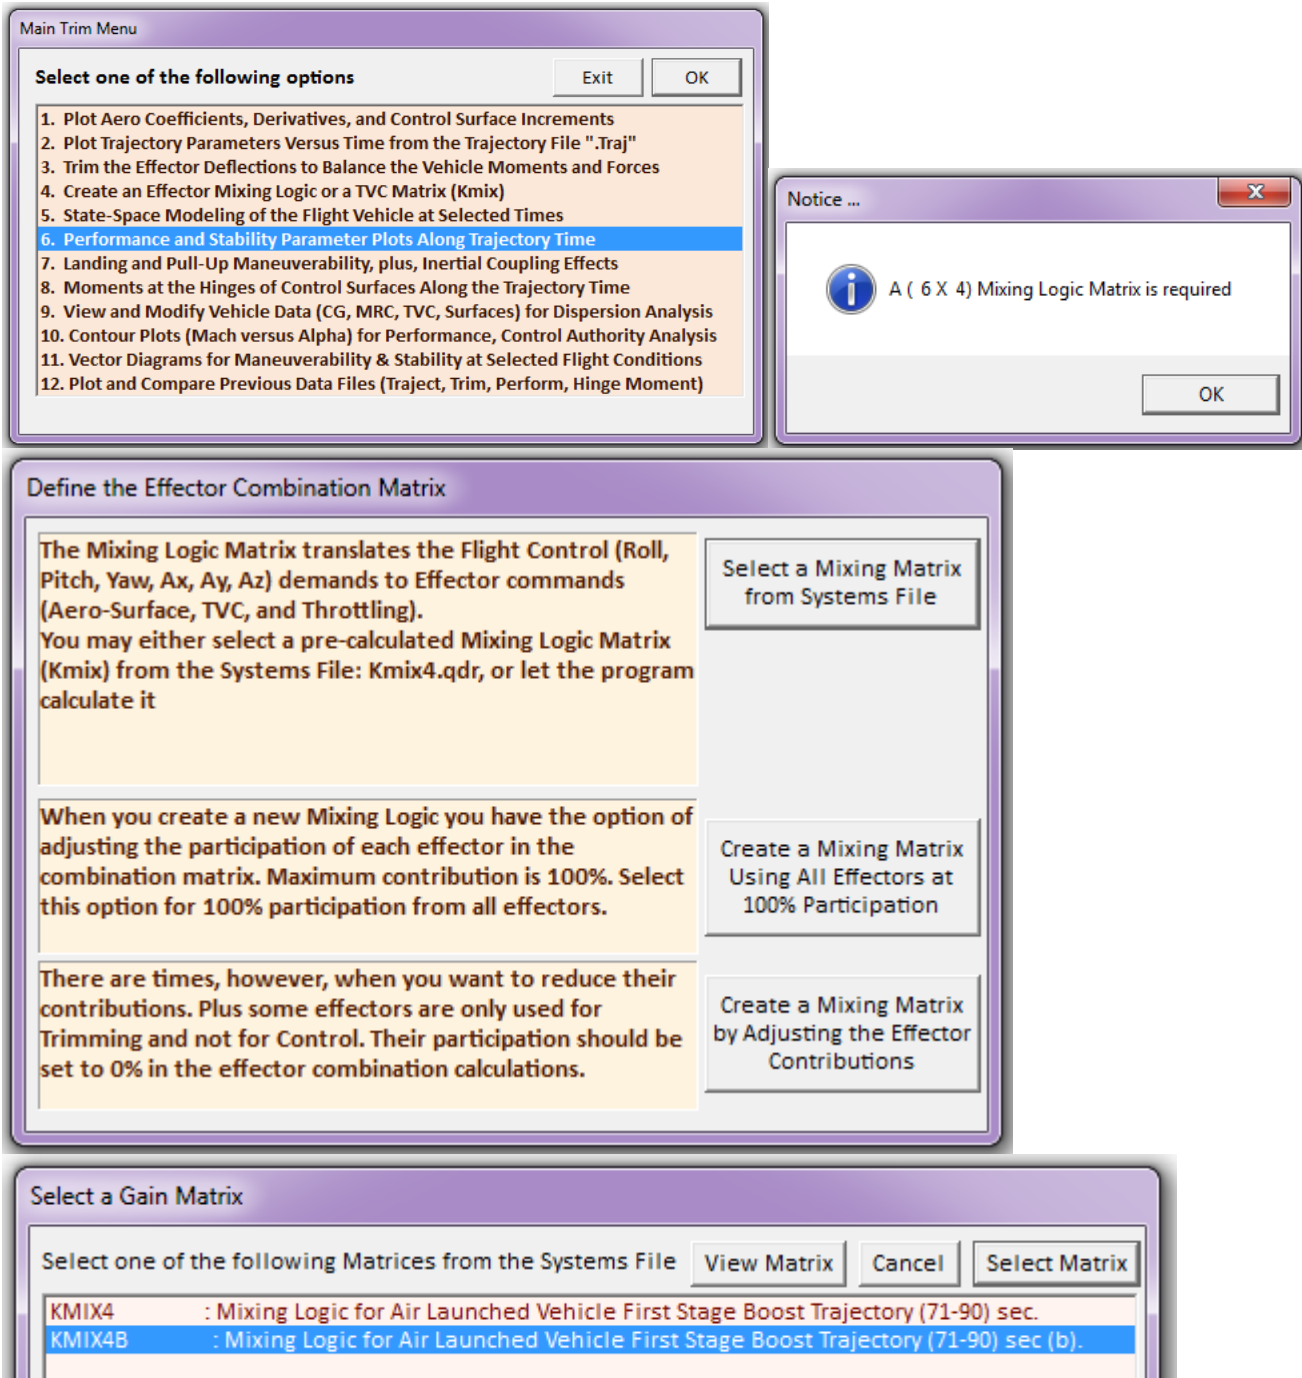 Main Trim Menu
Select one of the following options
Exit
OK
1. Plot Aero Coefficients, Derivatives, and Control Surface Increments
2. Plot Trajectory Parameters Versus Time from the Trajectory File ".Traj"
3. Trim the Effector Deflections to Balance the Vehicle Moments and Forces
4. Create an Effector Mixing Logic or a TVC Matrix (Kmix)
5. State-Space Modeling of the Flight Vehicle at Selected Times
6. Performance and Stability Parameter Plots Along Trajectory Time
7. Landing and Pull-Up Maneuverability, plus, Inertial Coupling Effects
8. Moments at the Hinges of Control Surfaces Along the Trajectory Time
9. View and Modify Vehicle Data (CG, MRC, TVC, Surfaces) for Dispersion Analysis
10. Contour Plots (Mach versus Alpha) for Performance, Control Authority Analysis
11. Vector Diagrams for Maneuverability & Stability at Selected Flight Conditions
12. Plot and Compare Previous Data Files (Traject, Trim, Perform, Hinge Moment)
Notice ...
A ( 6 X 4) Mixing Logic Matrix is required
OK
Define the Effector Combination Matrix
The Mixing Logic Matrix translates the Flight Control (Roll,
Pitch, Yaw, Ax, Ay, Az) demands to Effector commands
(Aero-Surface, TVC, and Throttling).
You may either select a pre-calculated Mixing Logic Matrix
(Kmix) from the Systems File: Kmix4.qdr, or let the program
calculate it
Select a Mixing Matrix
from Systems File
When you create a new Mixing Logic you have the option of
adjusting the participation of each effector in the
combination matrix. Maximum contribution is 100%. Select
this option for 100% participation from all effectors.
Create a Mixing Matrix
Using All Effectors at
100% Participation
There are times, however, when you want to reduce their
contributions. Plus some effectors are only used for
Trimming and not for Control. Their participation should be
set to 0% in the effector combination calculations.
Create a Mixing Matrix
by Adjusting the Effector
Contributions
Select a Gain Matrix
Select one of the following Matrices from the Systems File
View Matrix
Cancel
Select Matrix
KMIX4 : Mixing Logic for Air Launched Vehicle First Stage Boost Trajectory (71-90) sec.
KMIX4B : Mixing Logic for Air Launched Vehicle First Stage Boost Trajectory (71-90) sec (b).